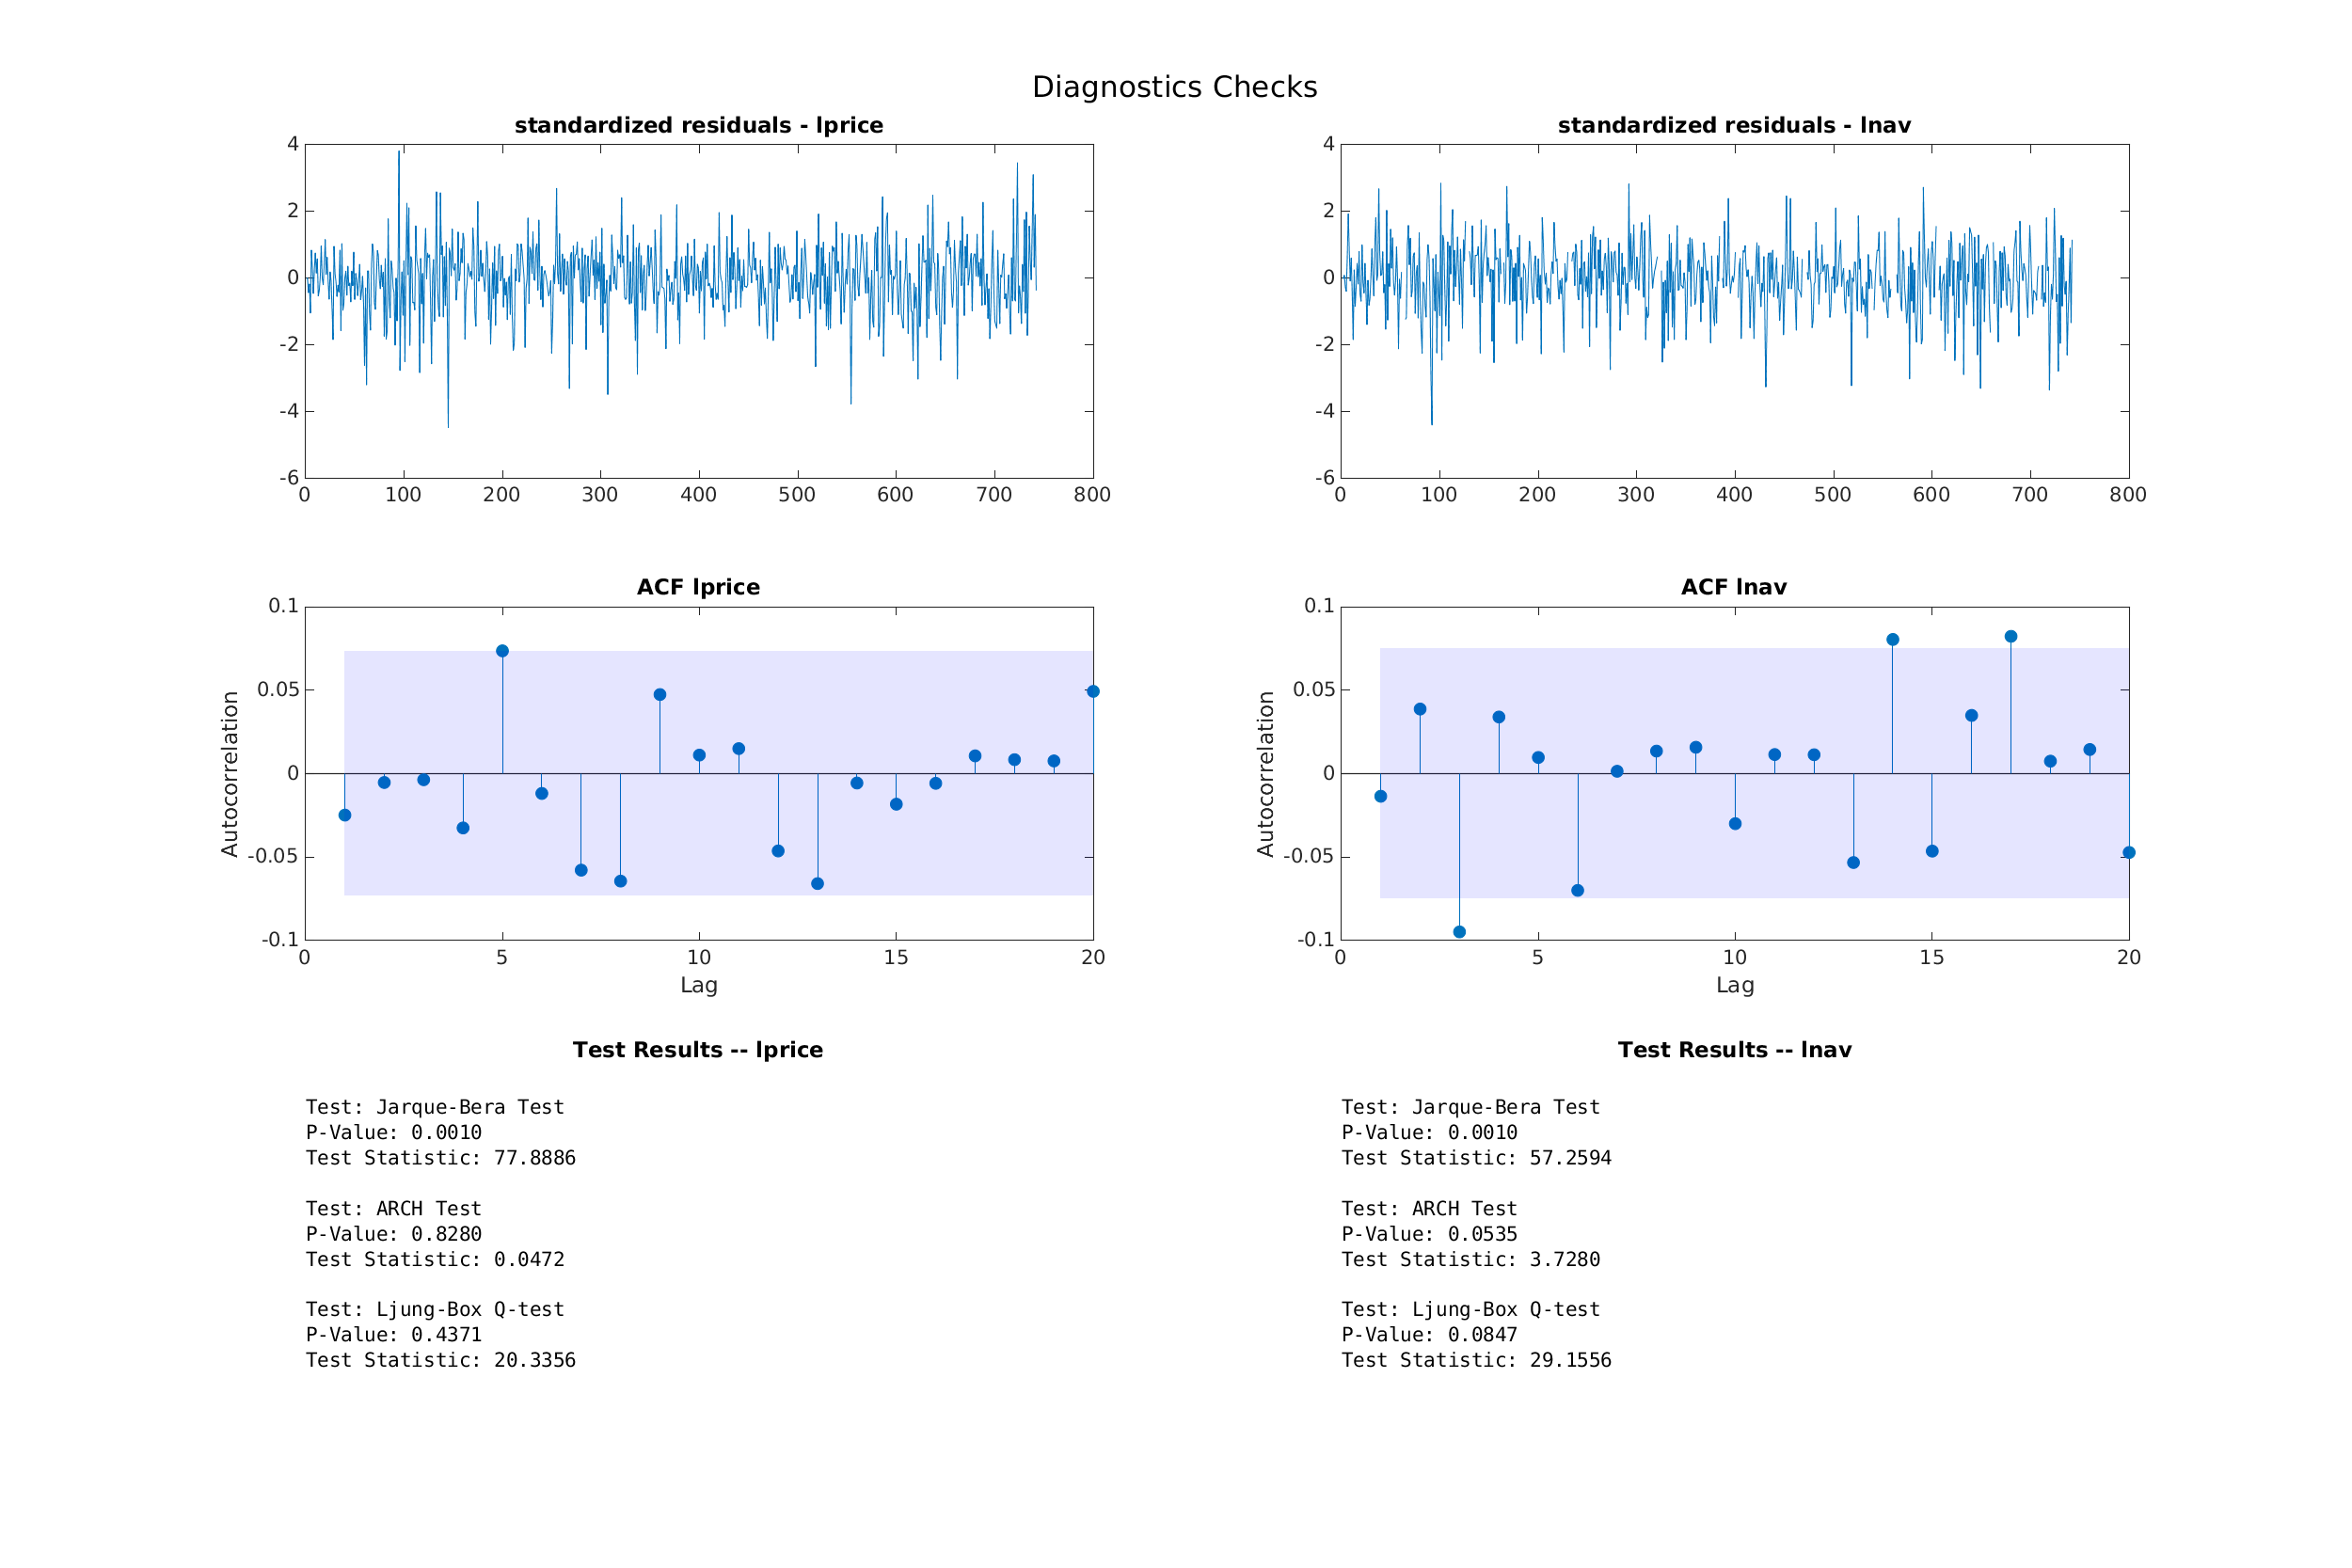 Diagnostics Checks
standardized residuals - lprice
4
2
0
-2
-4
-6
0 100 200 300 400 500 600 700 800
standardized residuals - lnav
4
2
0
-2
-4
-6
0 100 200 300 400 500 600 700 800
ACF lprice
0.1
0.05
0
-0.05
-0.1
Autocorrelation
0 5 10 15 20
Lag
ACF lnav
0.1
0.05
0
-0.05
-0.1
Autocorrelation
0 5 10 15 20
Lag
Test Results -- lprice
Test: Jarque-Bera Test
P-Value: 0.0010
Test Statistic: 77.8886
Test: ARCH Test
P-Value: 0.8280
Test Statistic: 0.0472
Test: Ljung-Box Q-test
P-Value: 0.4371
Test Statistic: 20.3356
Test Results -- lnav
Test: Jarque-Bera Test
P-Value: 0.0010
Test Statistic: 57.2594
Test: ARCH Test
P-Value: 0.0535
Test Statistic: 3.7280
Test: Ljung-Box Q-test
P-Value: 0.0847
Test Statistic: 29.1556